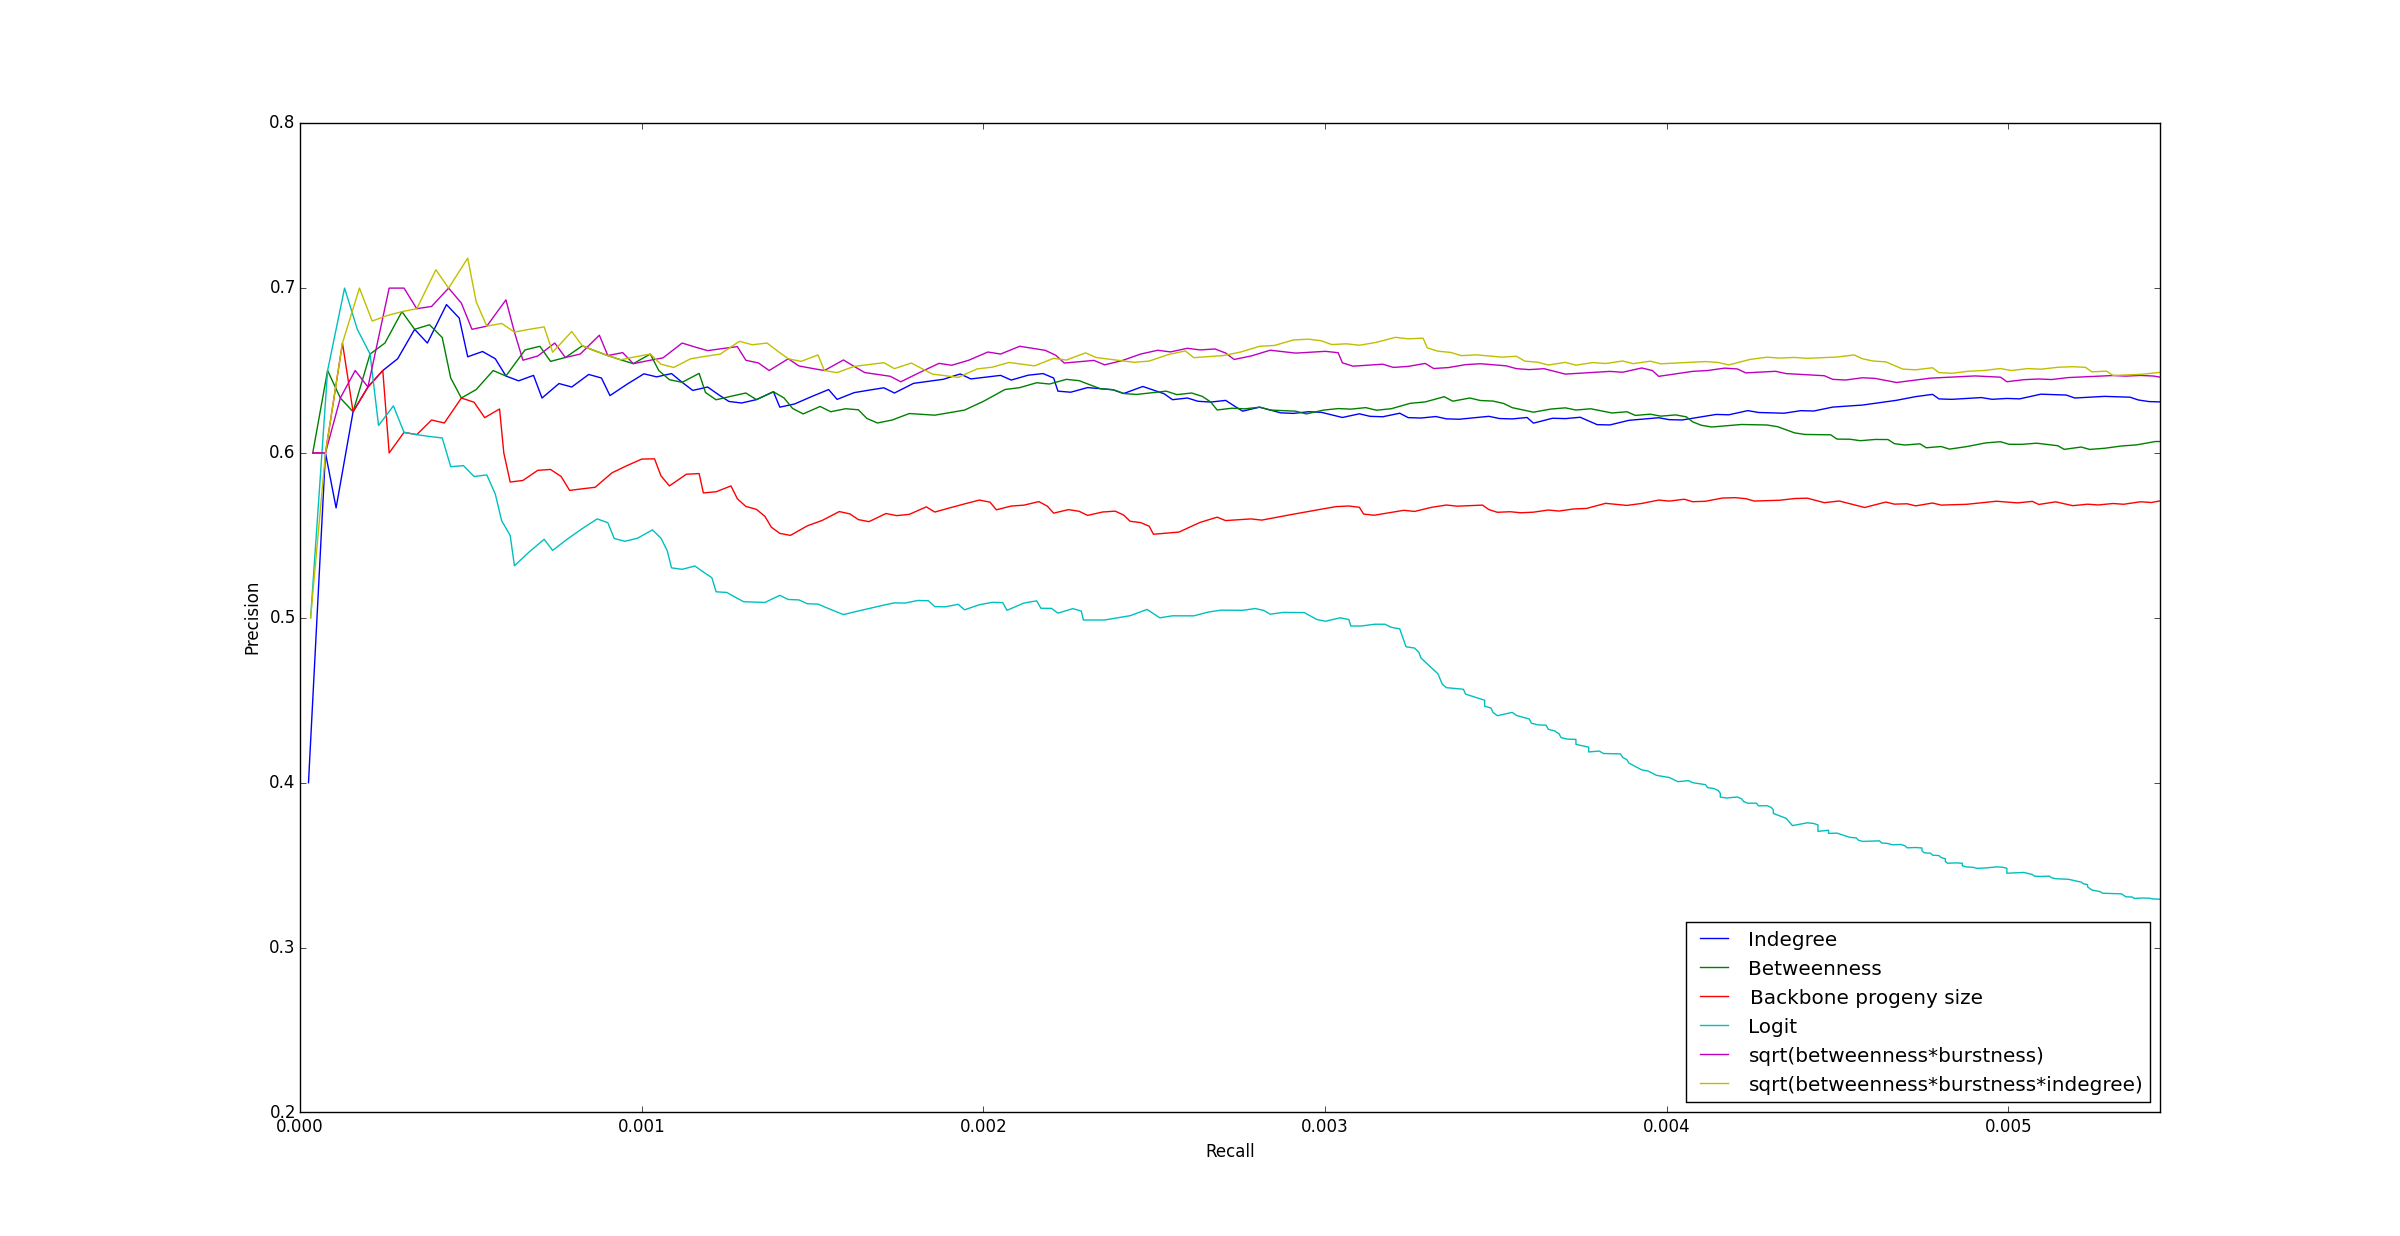 0.8
0.7
0.6
0.5
0.4
0.3
0.2
Precision
0.000 0.001 0.002 0.003 0.004 0.005
Recall
Indegree
Betweenness
Backbone progeny size
Logit
sqrt(betweenness*burstness)
sqrt(betweenness*burstness*indegree)